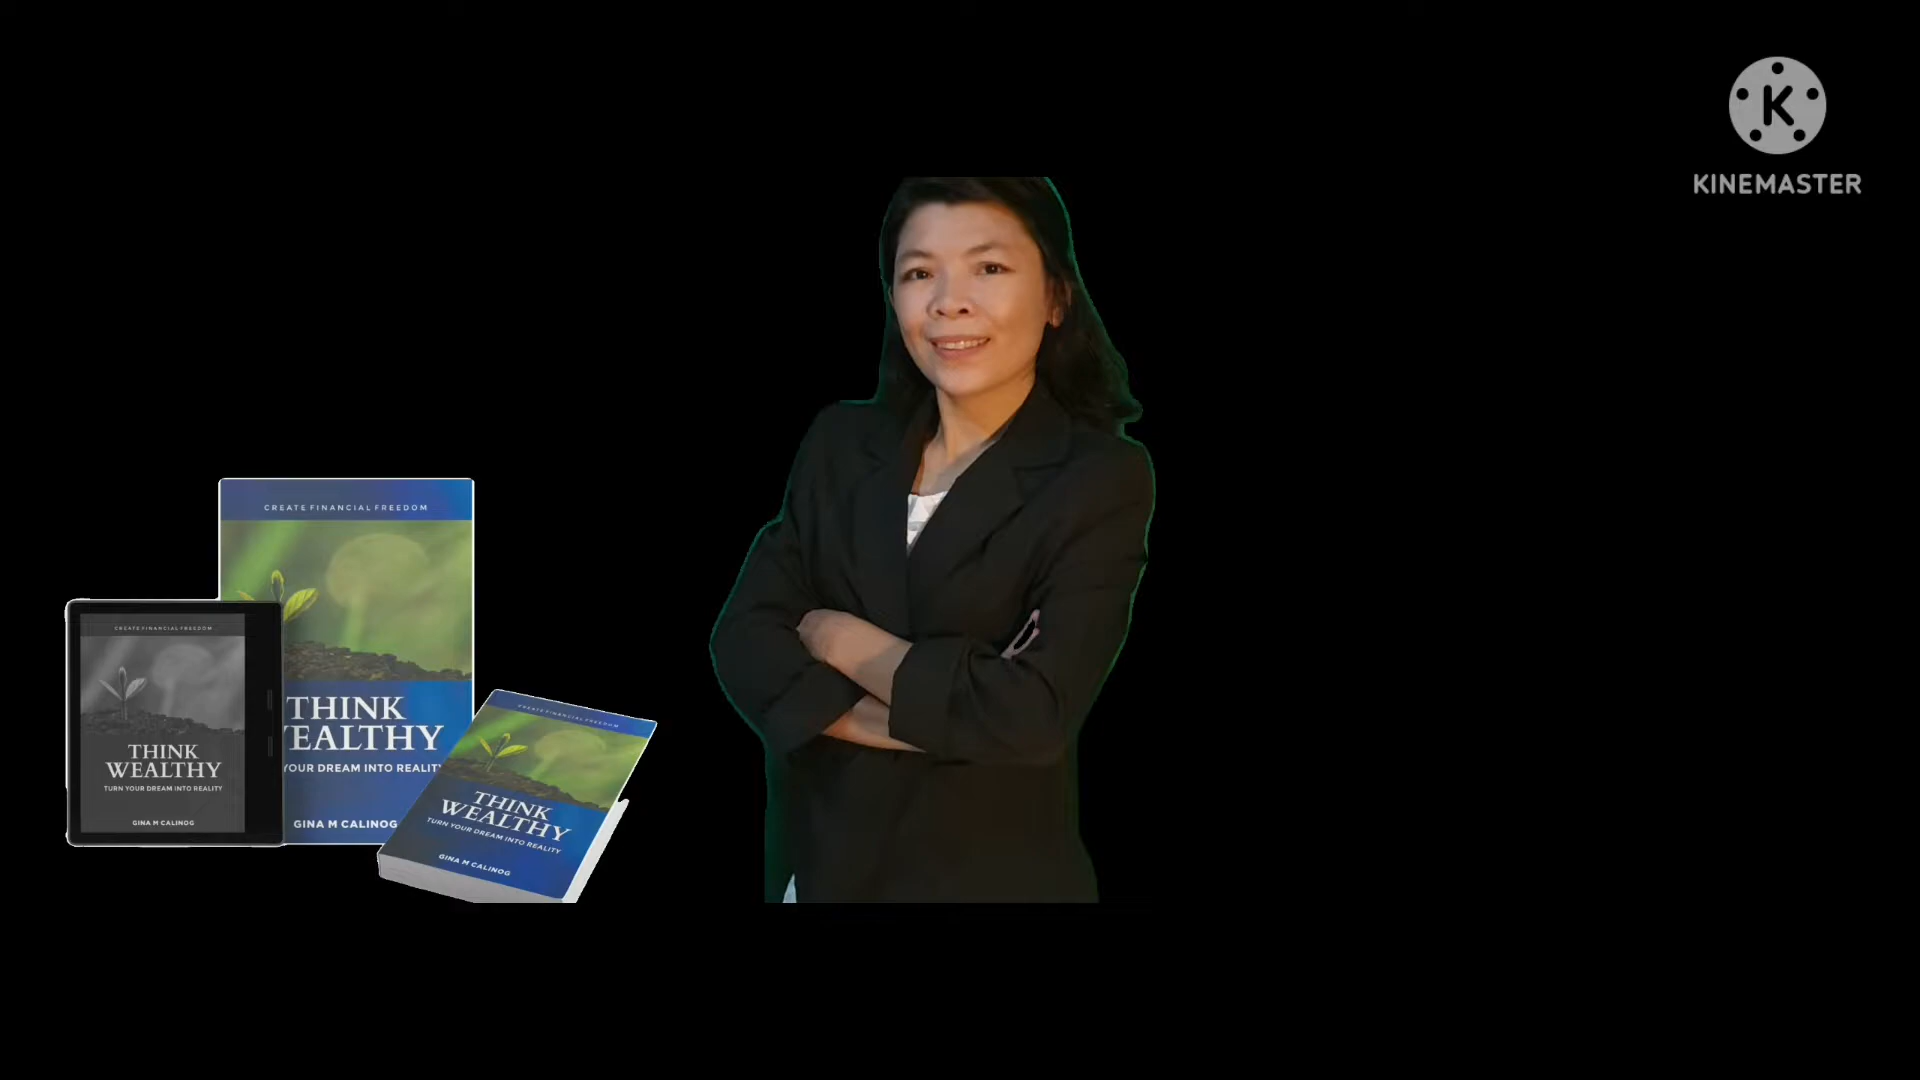 K
KINEMASTER
CREATE FINANCIAL FREEDOM
THINK
EALTHY
YOUR DREAM INTO REALITY
GINA M CALINOG
CREATE FINANCIAL FREEDOM
THINK
WEALTHY
TURN YOUR DREAM INTO REALITY
GINA M CALINOG
CREATE FINANCIAL FREEDOM
THINK
WEALTHY
TURN YOUR DREAM INTO REALITY
GINA M CALINOG